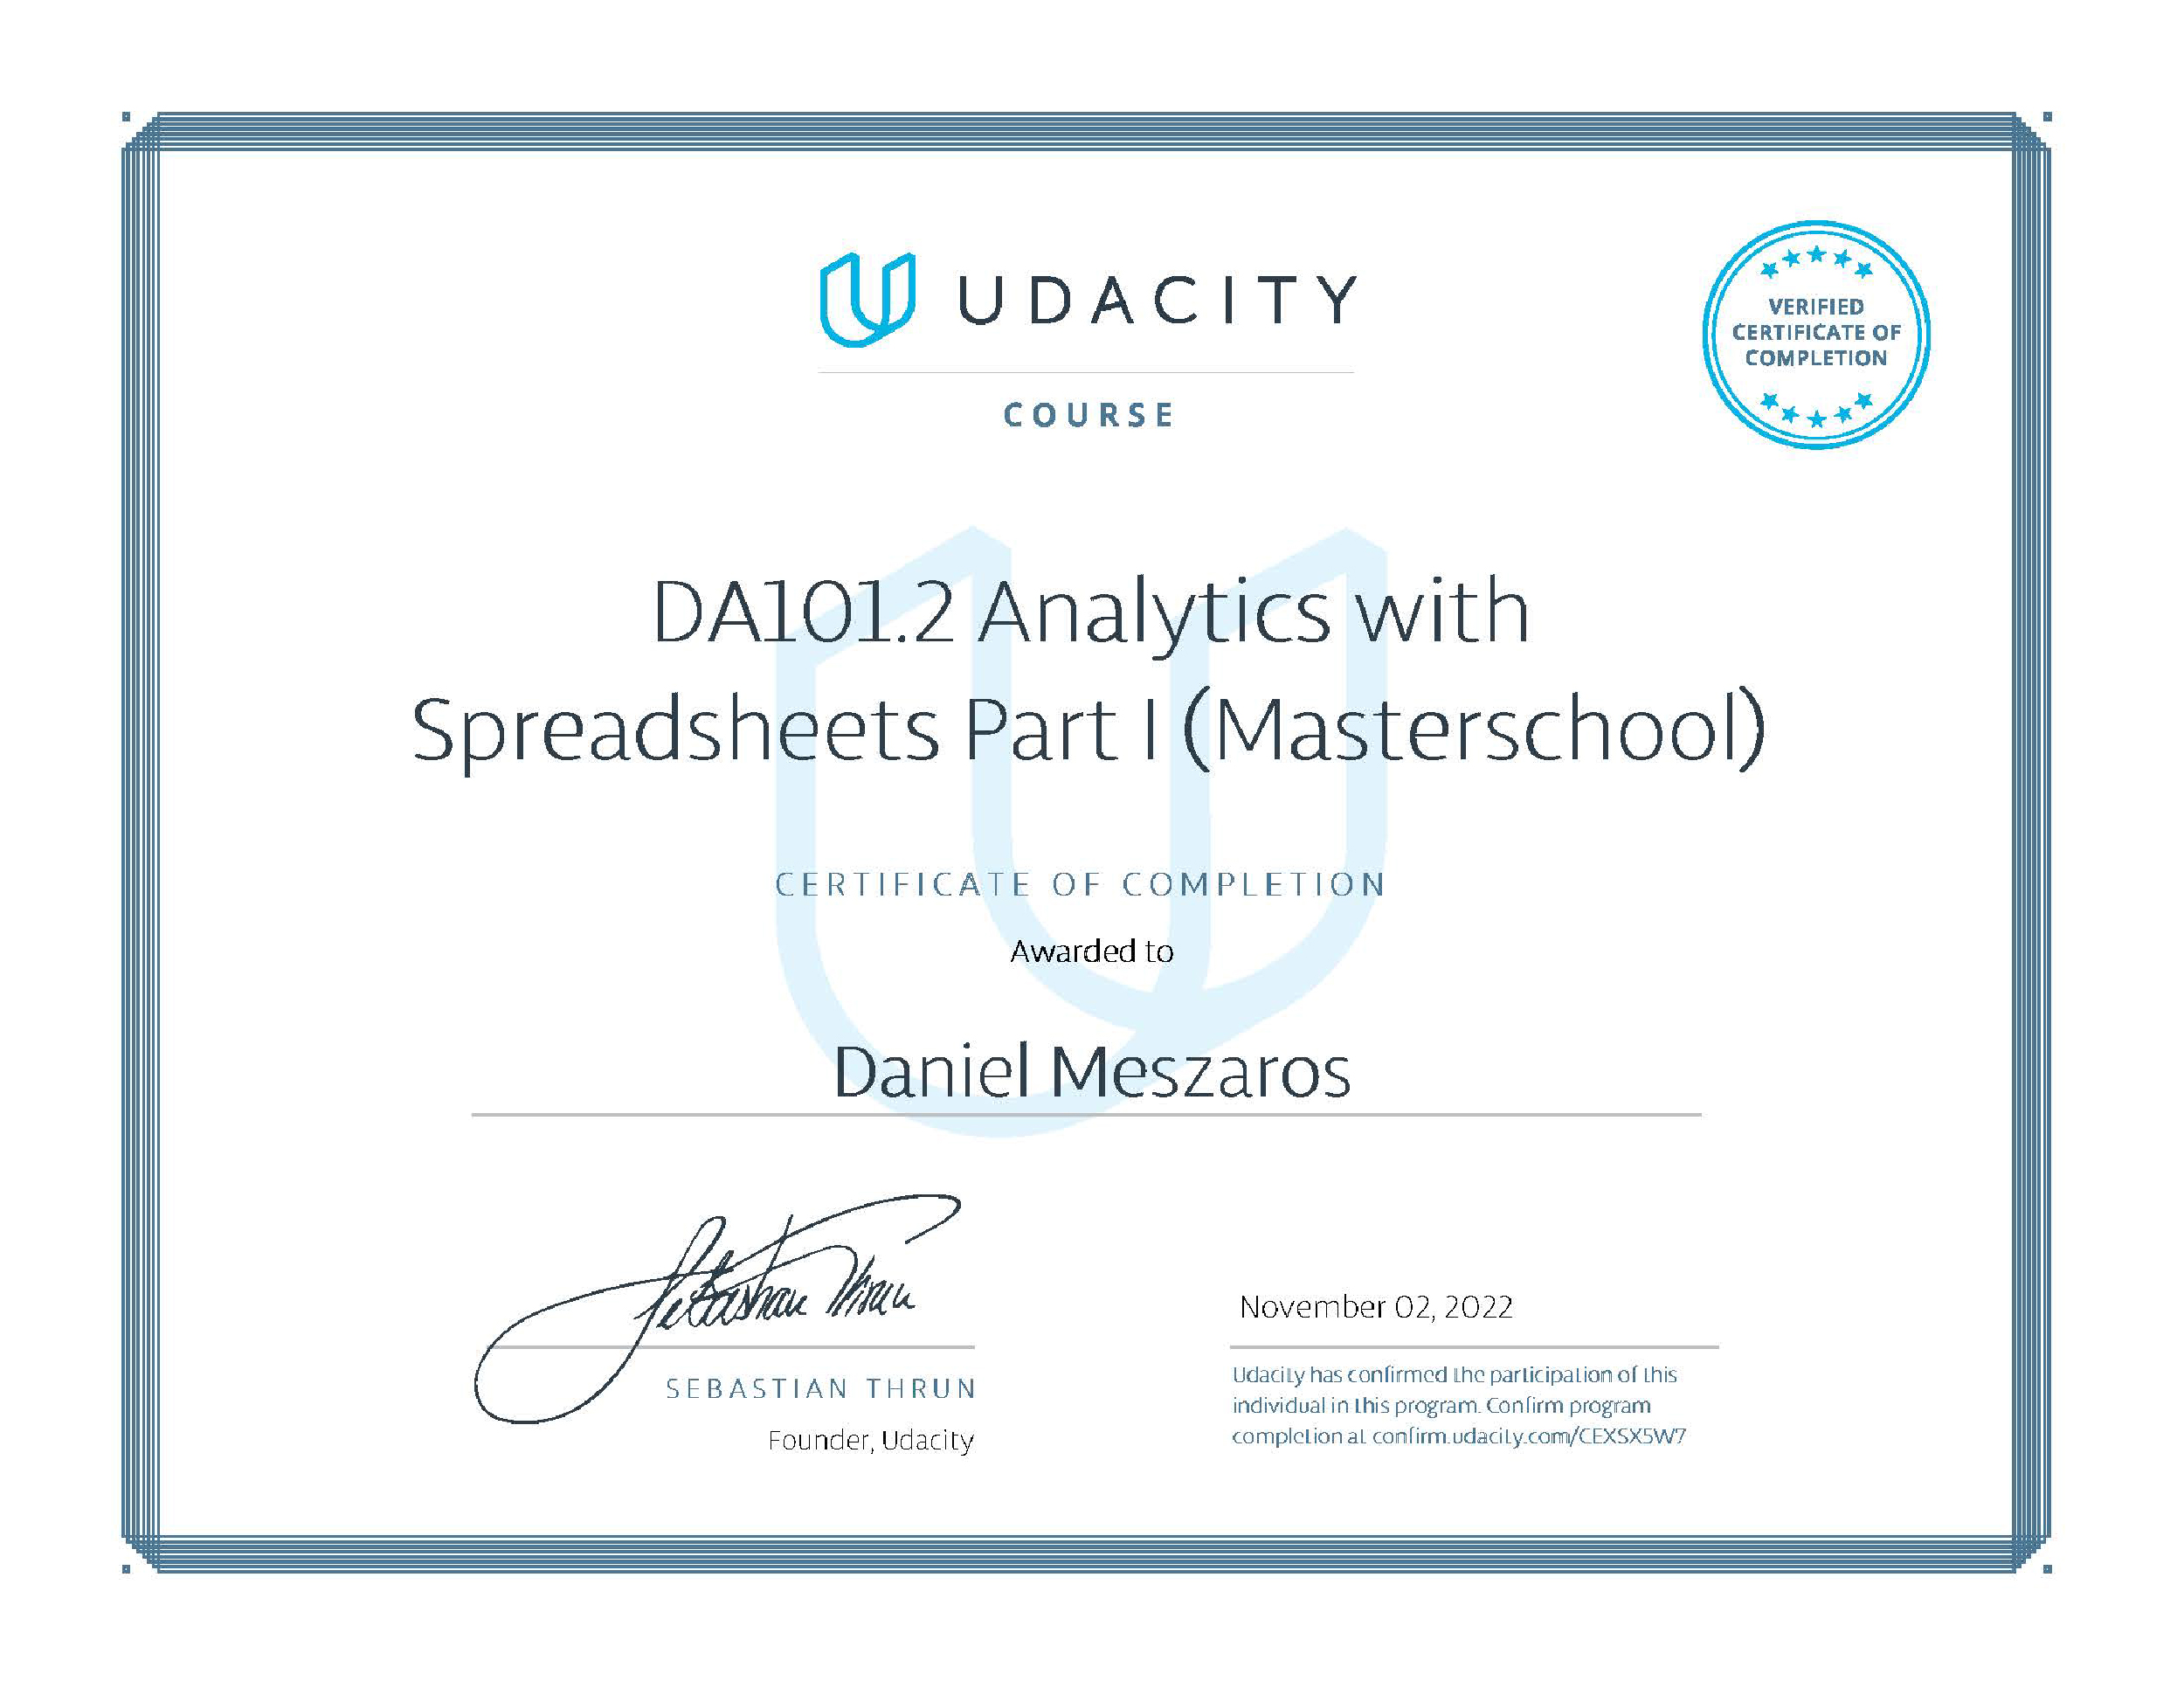 UDACITY
VERIFIED
CERTIFICATE OF
COMPLETION
COURSE
DA101.2 Analytics with
Spreadsheets Part I (Masterschool)
CERTIFICATE OF COMPLETION
Awarded to
Daniel Meszaros
Sebastian Thrun
November 02, 2022
SEBASTIAN THRUN
Founder, Udacity
Udacity has confirmed the participation of this
individual in this program. Confirm program
completion at confirm.udacity.com/CEXSX5W7